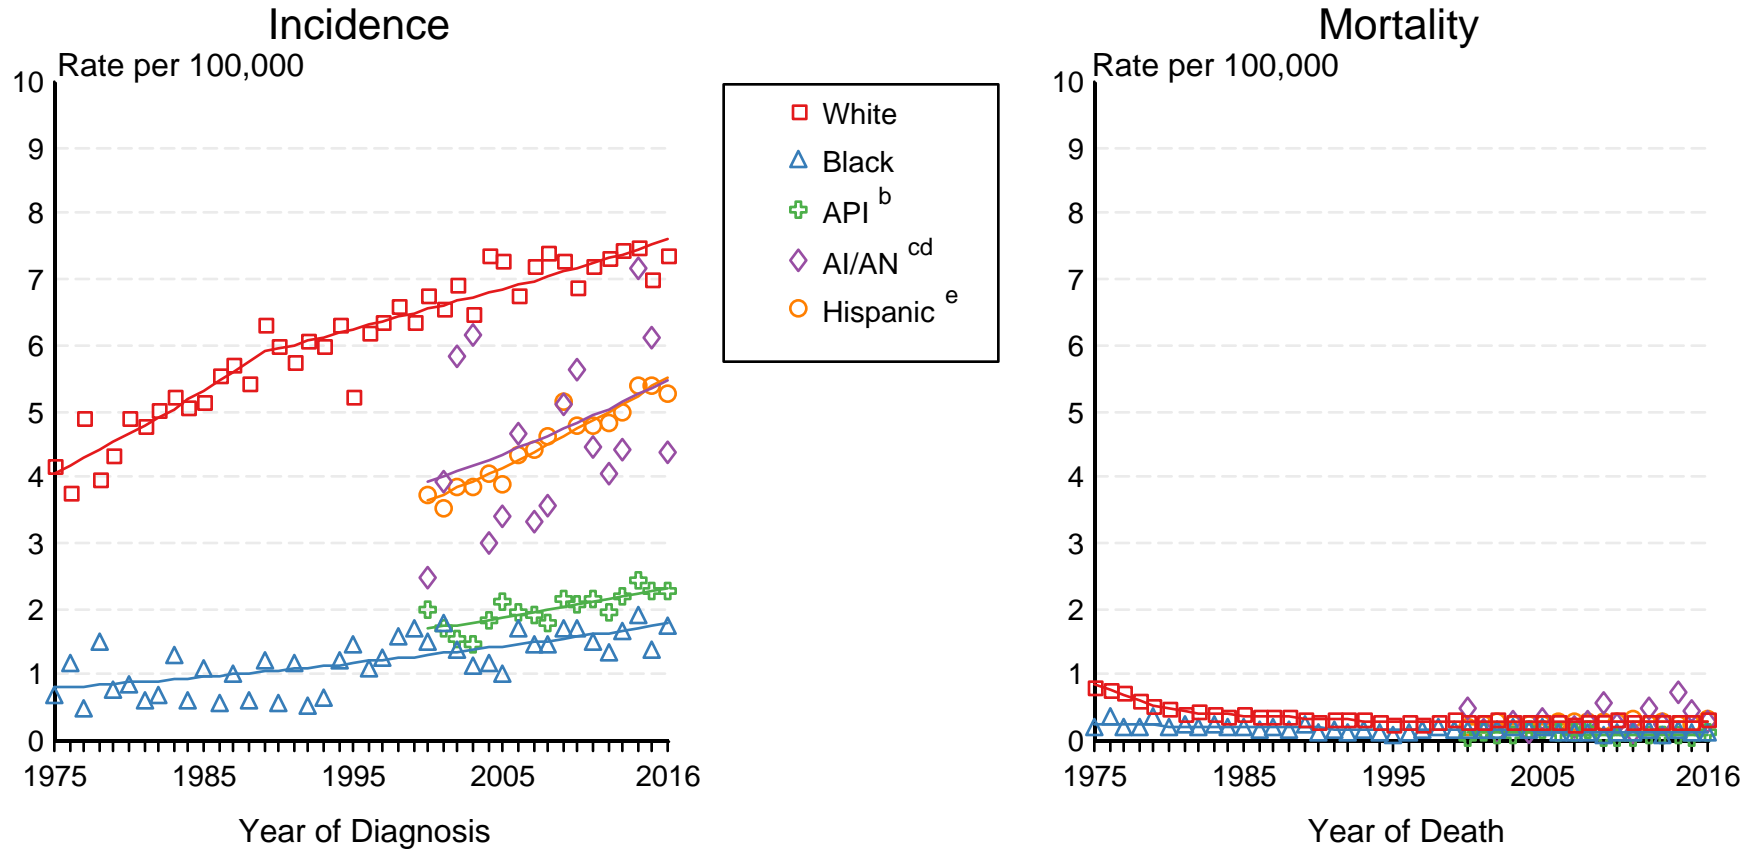 Incidence
Rate per 100,000
10
9
8
7
6
5
4
3
2
1
0
1975 1985 1995 2005 2016
Year of Diagnosis
White
Black
API b
AI/AN cd
Hispanic e
Mortality
Rate per 100,000
10
9
8
7
6
5
4
3
2
1
0
1975 1985 1995 2005 2016
Year of Death